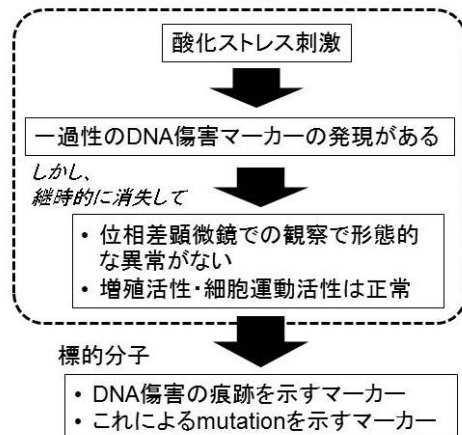 酸化ストレス刺激
一過性のDNA傷害マーカーの発現がある
しかし、
継時的に消失して
• 位相差顕微鏡での観察で形態的
な異常がない
• 増殖活性・細胞運動活性は正常
標的分子
• DNA傷害の痕跡を示すマーカー
• これによるmutationを示すマーカー